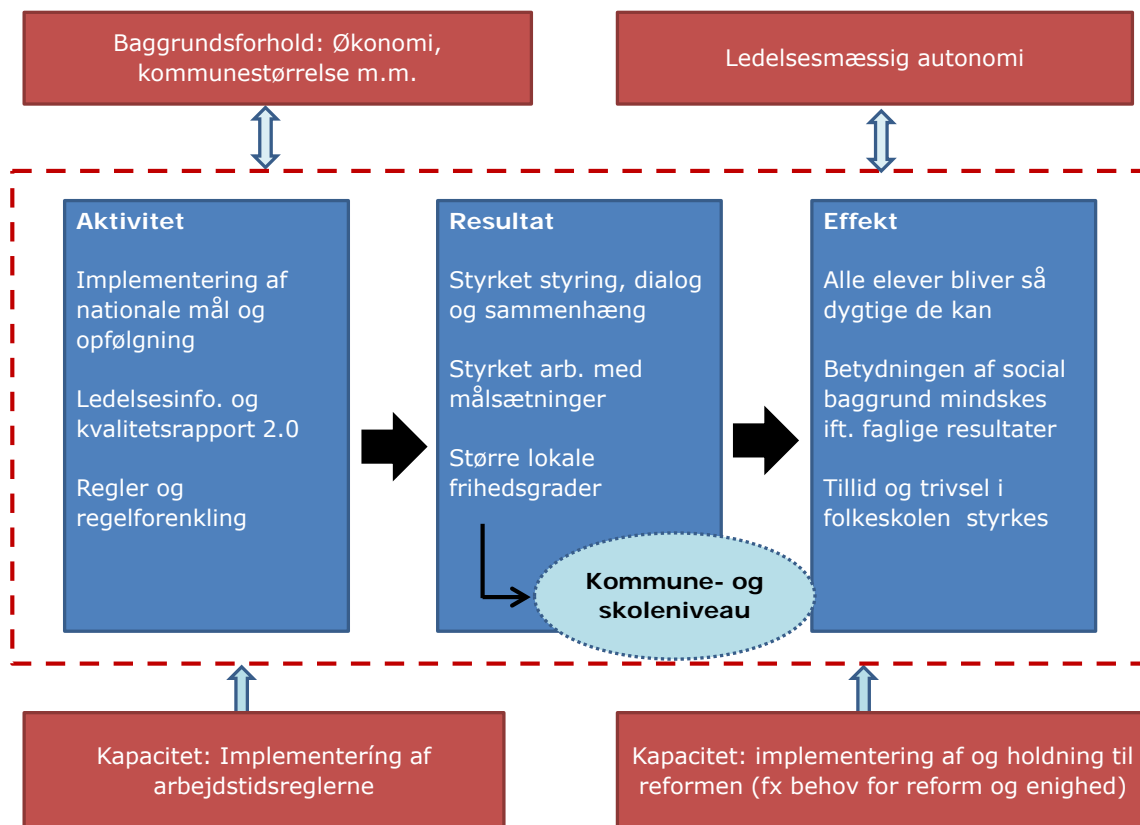 Baggrundsforhold: Økonomi,
kommunestørrelse m.m.
Ledelsesmæssig autonomi
Aktivitet
Implementering af
nationale mål og
opfølgning
Ledelsesinfo. og
kvalitetsrapport 2.0
Regler og
regelforenkling
Resultat
Styrket styring, dialog
og sammenhæng
Styrket arb. med
målsætninger
Større lokale
frihedsgrader
Kommune- og
skoleniveau
Effekt
Alle elever bliver så
dygtige de kan
Betydningen af social
baggrund mindskes
ift. faglige resultater
Tillid og trivsel i
folkeskolen styrkes
Kapacitet: Implementeríng af
arbejdstidsreglerne
Kapacitet: implementering af og holdning til
reformen (fx behov for reform og enighed)